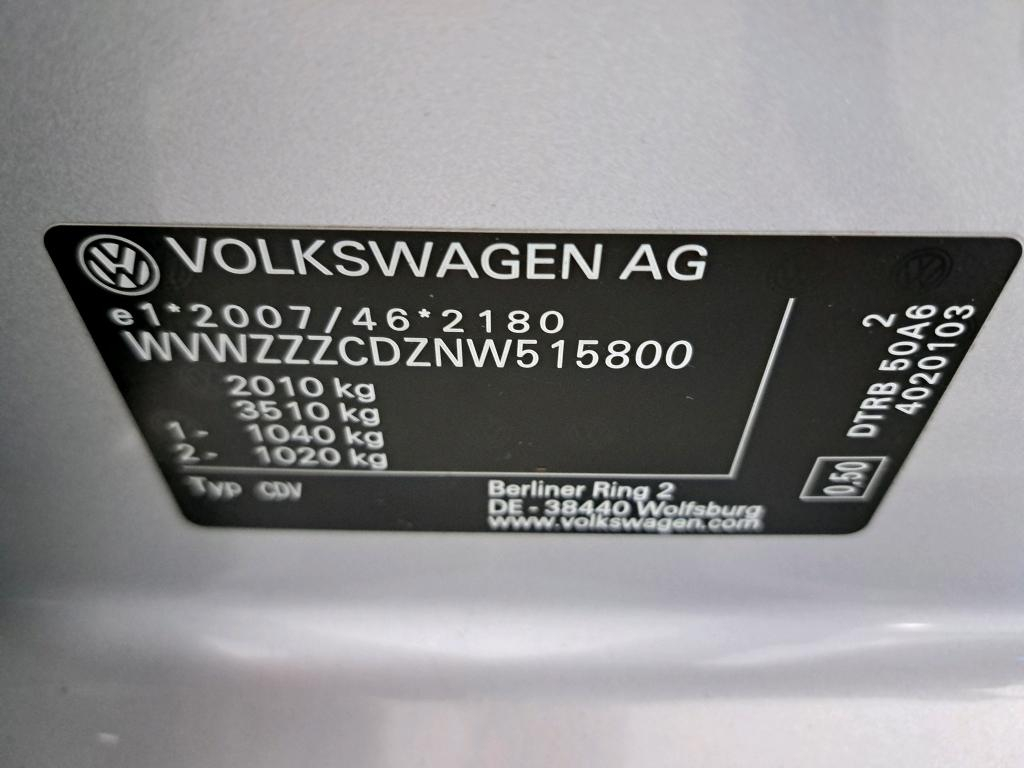 VOLKSWAGEN AG
e1*2007/46*2180
WVWZZZCDZNW515800
2010 kg
3510 kg
1- 1040 kg
2- 1020 kg
Typ CDV
Berliner Ring 2
DE-38440 Wolfsburg
www.volkswagen.com
2
DTRB 50A6
4020103
0,50